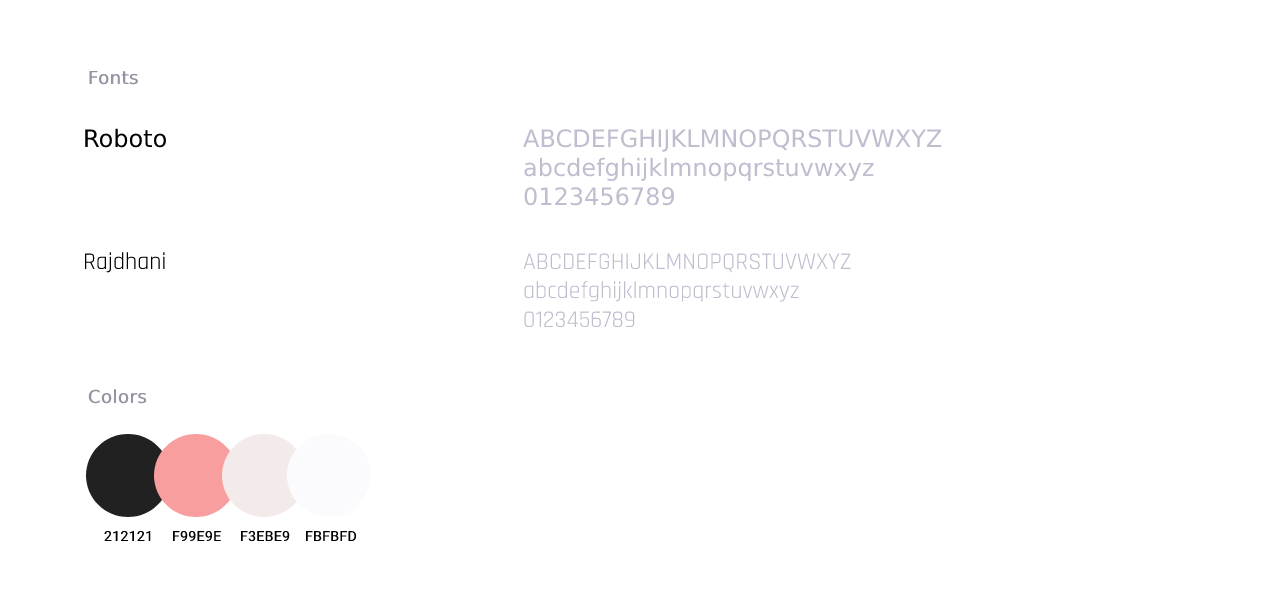 Fonts
Roboto
ABCDEFGHIJKLMNOPQRSTUVWXYZ
abcdefghijklmnopqrstuvwxyz
0123456789
Rajdhani
ABCDEFGHIJKLMNOPQRSTUVWXYZ
abcdefghijklmnopqrstuvwxyz
0123456789
Colors
212121 F99E9E F3EBE9 FBFBFD